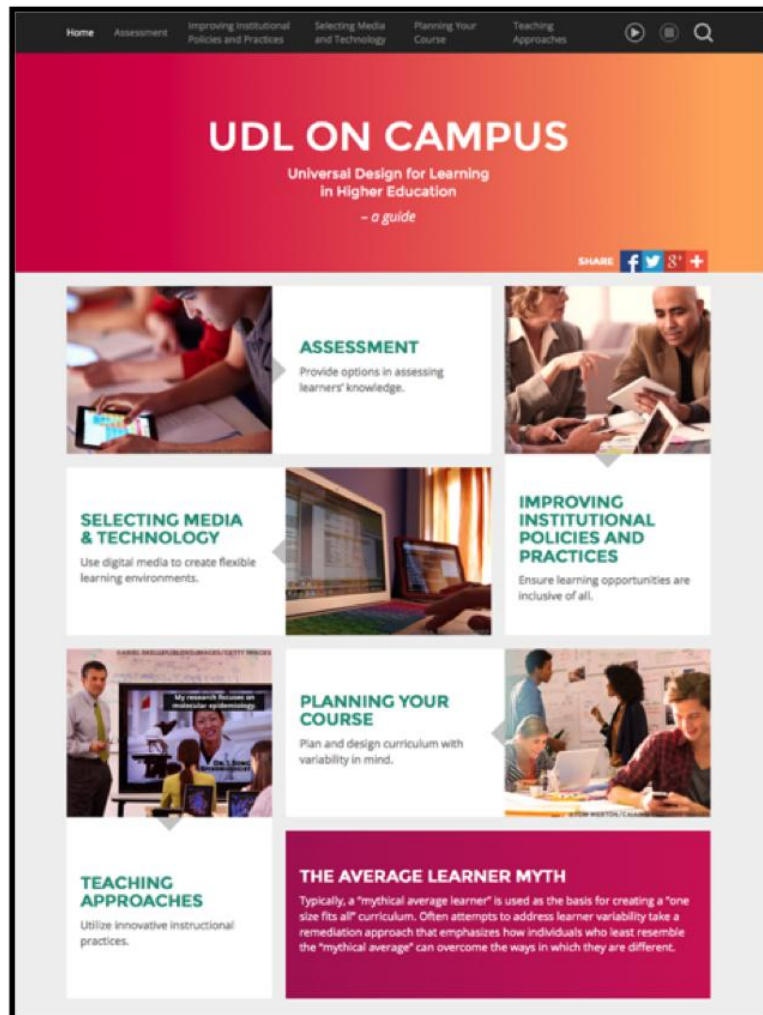 Home
Assessment
Improving Institutional
Policies and Practices
Selecting Media
and Technology
Planning Your
Course
Teaching
Approaches
UDL ON CAMPUS
Universal Design for Learning
in Higher Education
– a guide
SHARE
ASSESSMENT
Provide options in assessing
learners' knowledge.
SELECTING MEDIA
& TECHNOLOGY
Use digital media to create flexible
learning environments.
IMPROVING
INSTITUTIONAL
POLICIES AND
PRACTICES
Ensure learning opportunities are
inclusive of all.
My research focuses on
molecular epidemiology.
PLANNING YOUR
COURSE
Plan and design curriculum with
variability in mind.
TEACHING
APPROACHES
Utilize innovative instructional
practices.
THE AVERAGE LEARNER MYTH
Typically, a "mythical average learner" is used as the basis for creating a "one
size fits all" curriculum. Often attempts to address learner variability take a
remediation approach that emphasizes how individuals who least resemble
the "mythical average" can overcome the ways in which they are different.